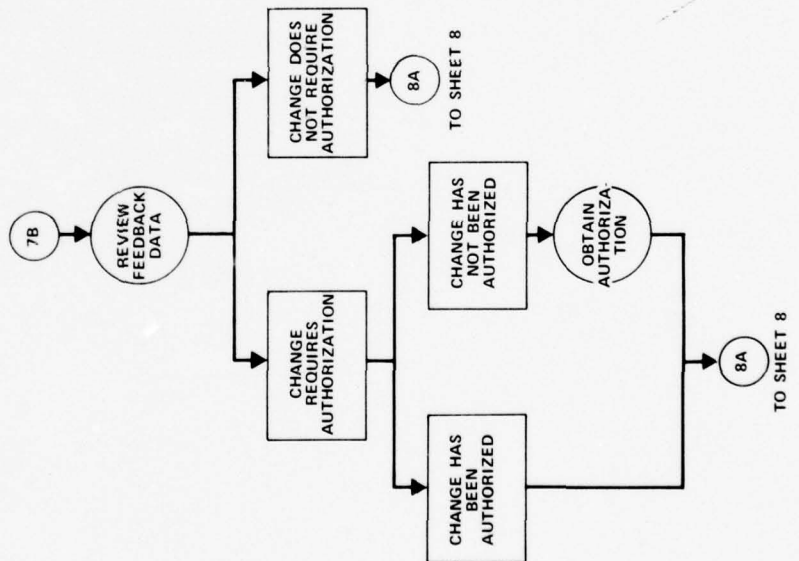 7B
REVIEW
FEEDBACK
DATA
CHANGE
REQUIRES
AUTHORIZATION
CHANGE DOES
NOT REQUIRE
AUTHORIZATION
8A
TO SHEET 8
CHANGE HAS
BEEN
AUTHORIZED
CHANGE HAS
NOT BEEN
AUTHORIZED
OBTAIN
AUTHORIZA-
TION
8A
TO SHEET 8